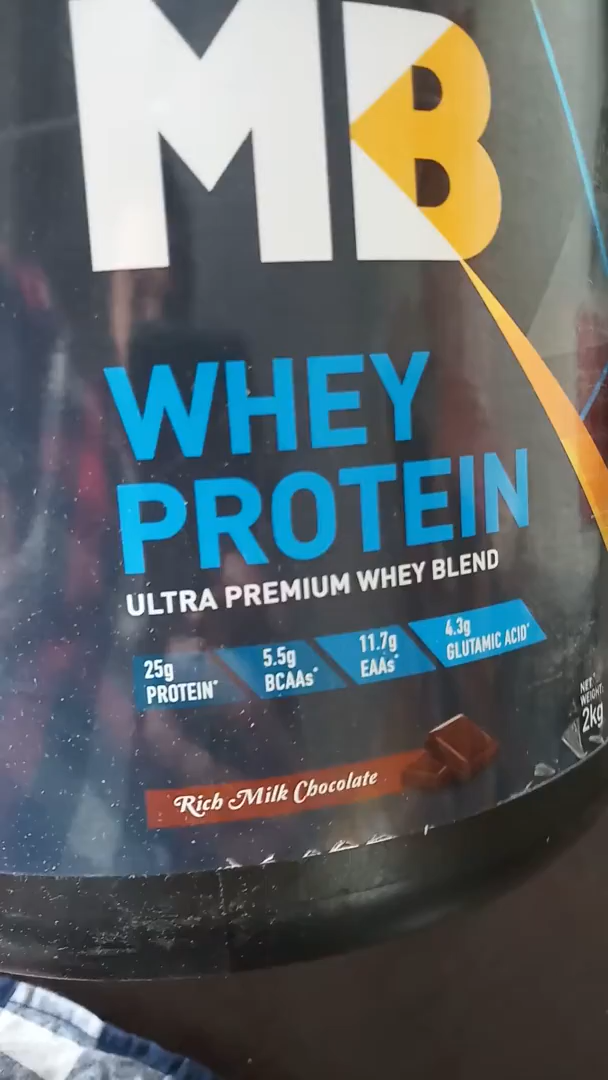 MB
WHEY
PROTEIN
ULTRA PREMIUM WHEY BLEND
25g
PROTEIN*
5.5g
BCAAs*
11.7g
EAAs*
4.3g
GLUTAMIC ACID*
NET
WEIGHT
2kg
Rich Milk Chocolate